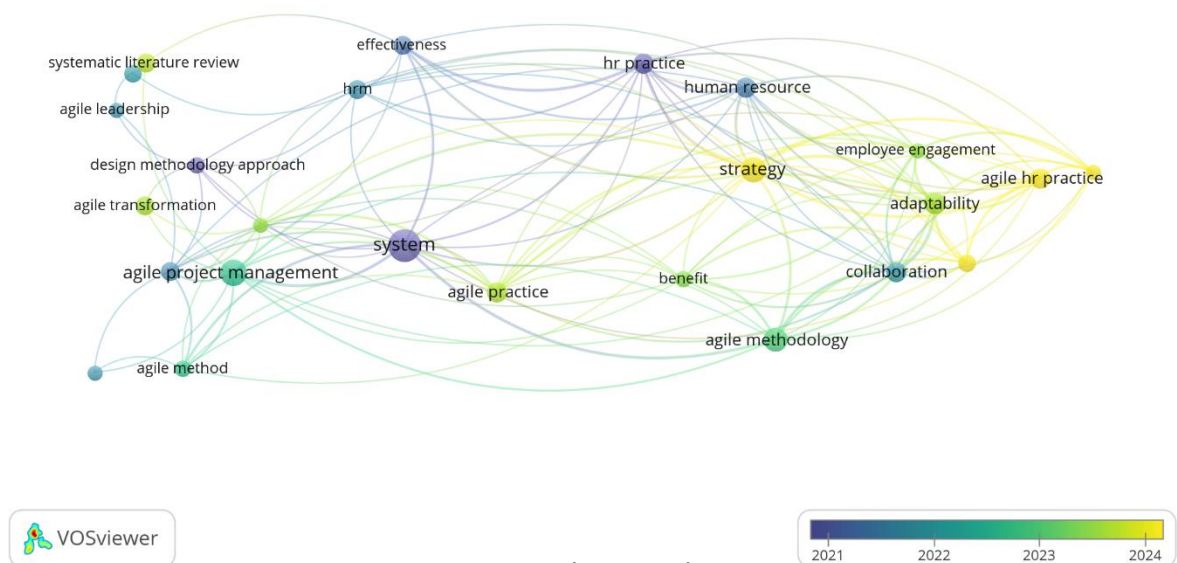 effectiveness
systematic literature review
hr practice
hrm
human resource
agile leadership
employee engagement
design methodology approach
strategy
agile hr practice
agile transformation
adaptability
system
agile project management
collaboration
benefit
agile practice
agile methodology
agile method
VOSviewer
2021 2022 2023 2024